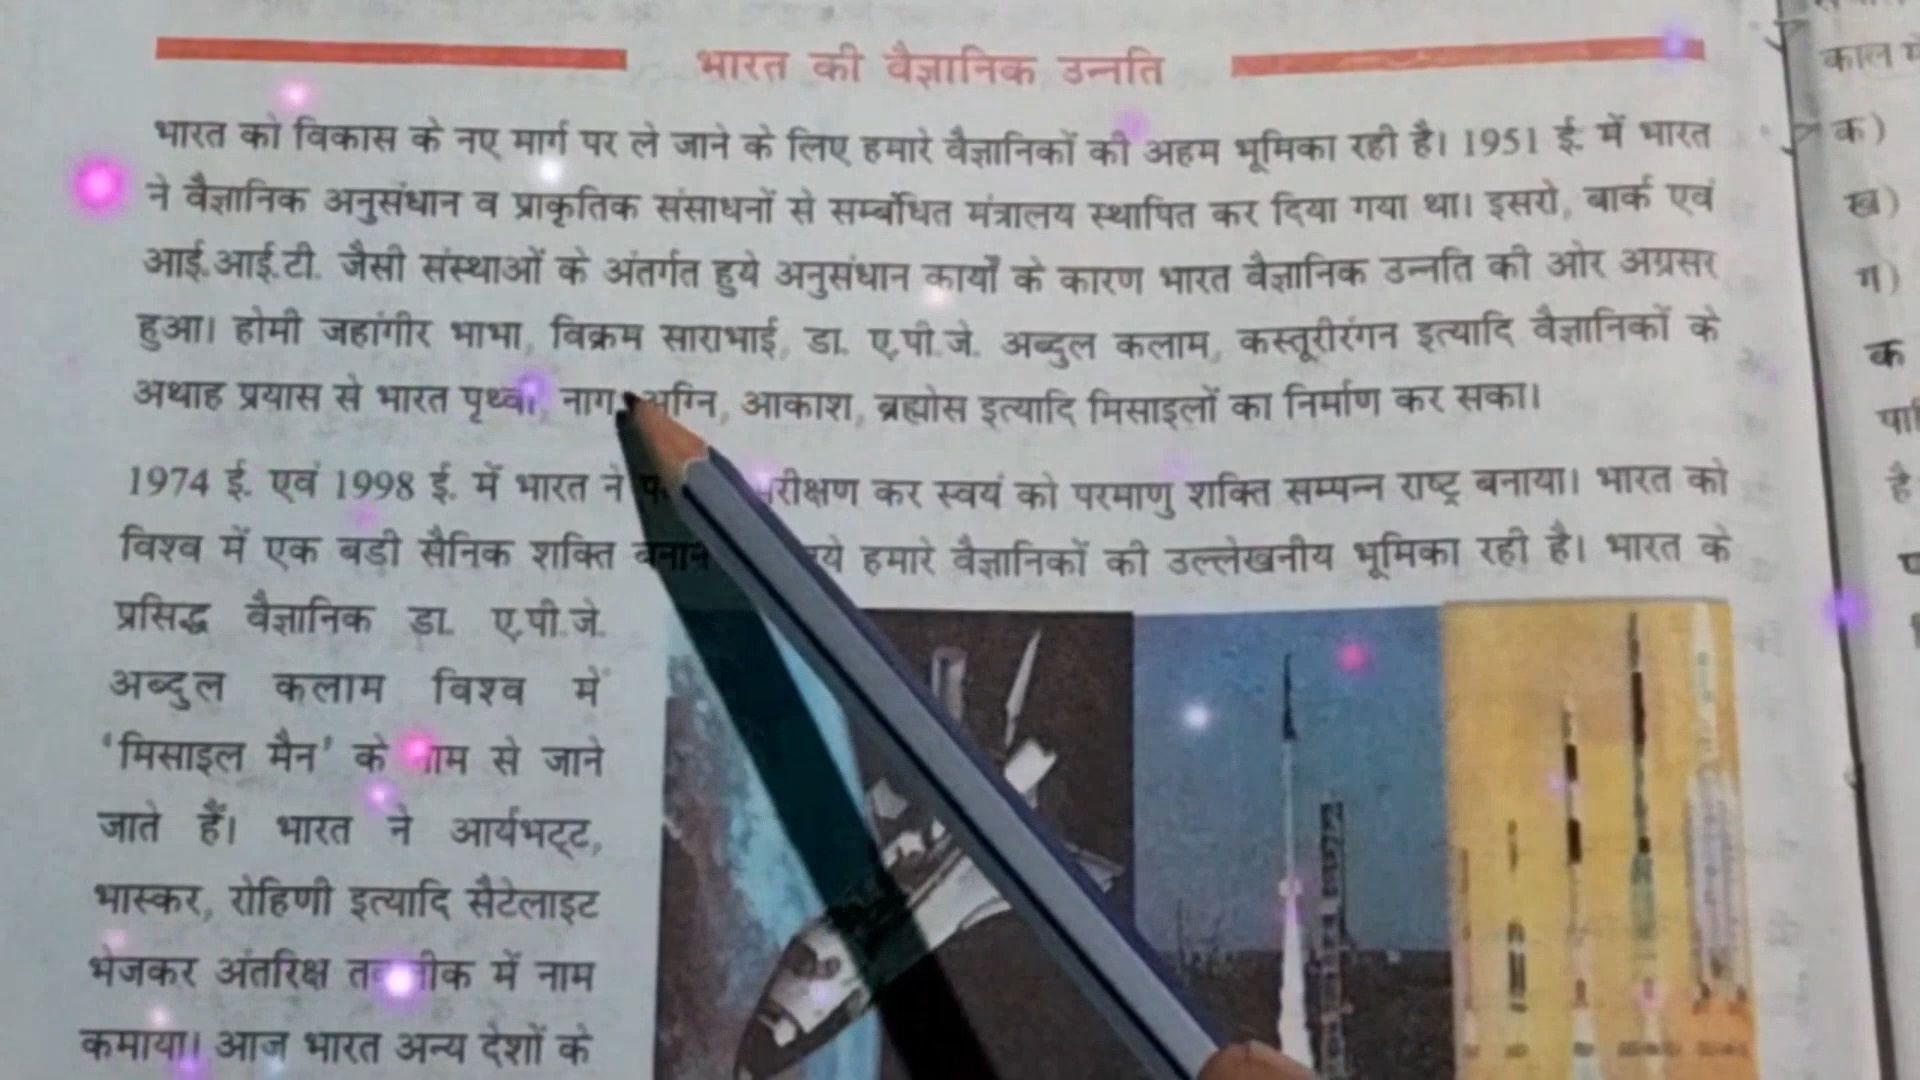 भारत की वैज्ञानिक उन्नति
भारत को विकास के नए मार्ग पर ले जाने के लिए हमारे वैज्ञानिकों की अहम भूमिका रही है। 1951 ई. में भारत
ने वैज्ञानिक अनुसंधान व प्राकृतिक संसाधनों से सम्बंधित मंत्रालय स्थापित कर दिया गया था। इसरो, बार्क एवं
आई.आई.टी. जैसी संस्थाओं के अंतर्गत हुये अनुसंधान कार्यों के कारण भारत वैज्ञानिक उन्नति की ओर अग्रसर
हुआ। होमी जहांगीर भाभा, विक्रम साराभाई, डा. ए.पी.जे. अब्दुल कलाम, कस्तूरीरंगन इत्यादि वैज्ञानिकों के
अथाह प्रयास से भारत पृथ्वी, नाग, अग्नि, आकाश, ब्रह्मोस इत्यादि मिसाइलों का निर्माण कर सका।
1974 ई. एवं 1998 ई. में भारत ने परीक्षण कर स्वयं को परमाणु शक्ति सम्पन्न राष्ट्र बनाया। भारत को
विश्व में एक बडी सैनिक शक्ति बनाने हमारे वैज्ञानिकों की उल्लेखनीय भूमिका रही है। भारत के
प्रसिद्ध वैज्ञानिक डा. ए.पी.जे.
अब्दुल कलाम विश्व में
'मिसाइल मैन' के नाम से जाने
जाते हैं। भारत ने आर्यभट्ट,
भास्कर, रोहिणी इत्यादि सैटेलाइट
भेजकर अंतरिक्ष तकनीक में नाम
कमाया। आज भारत अन्य देशों के
काल में
क)
ख)
ग)
क
है